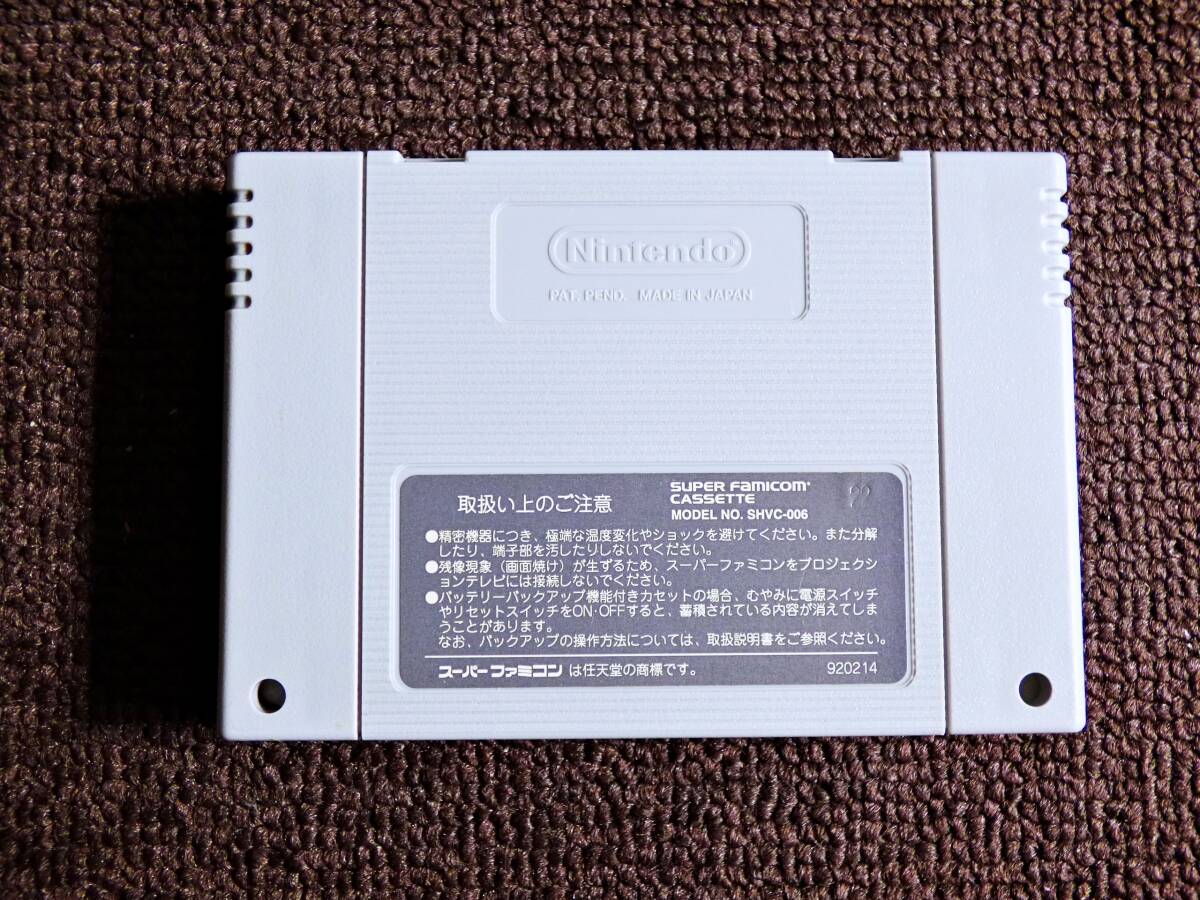 Nintendo®
PAT. PEND. MADE IN JAPAN
取扱い上のご注意
SUPER FAMICOM®
CASSETTE
MODEL NO. SHVC-006
●精密機器につき、極端な温度変化やショックを避けてください。また分解
したり、端子部を汚したりしないでください。
●残像現象（画面焼け）が生ずるため、スーパーファミコンをプロジェクシ
ョンテレビには接続しないでください。
●バッテリーバックアップ機能付きカセットの場合、むやみに電源スイッチ
やリセットスイッチをON·OFFすると、蓄積されている内容が消えてしま
うことがあります。
なお、バックアップの操作方法については、取扱説明書をご参照ください。
スーパーファミコン は任天堂の商標です。
920214